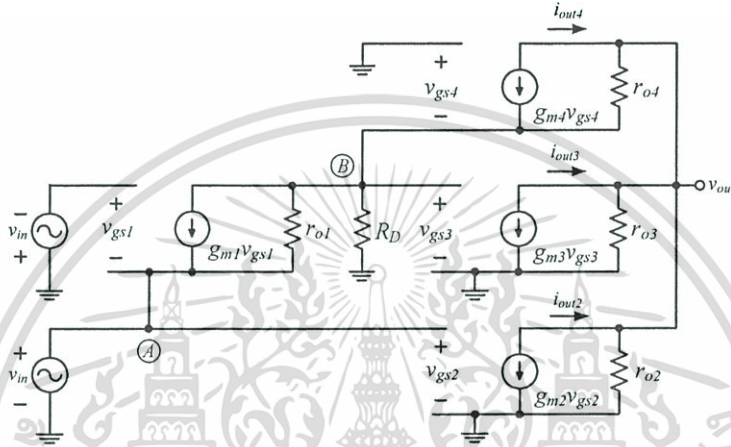 i_out4
+
v_gs4
−
g_m4v_gs4
r_o4
B
i_out3
v_ou
−
v_in
+
+
v_gs1
−
g_m1v_gs1
r_o1
R_D
+
v_gs3
−
g_m3v_gs3
r_o3
i_out2
A
+
v_in
−
+
v_gs2
−
g_m2v_gs2
r_o2